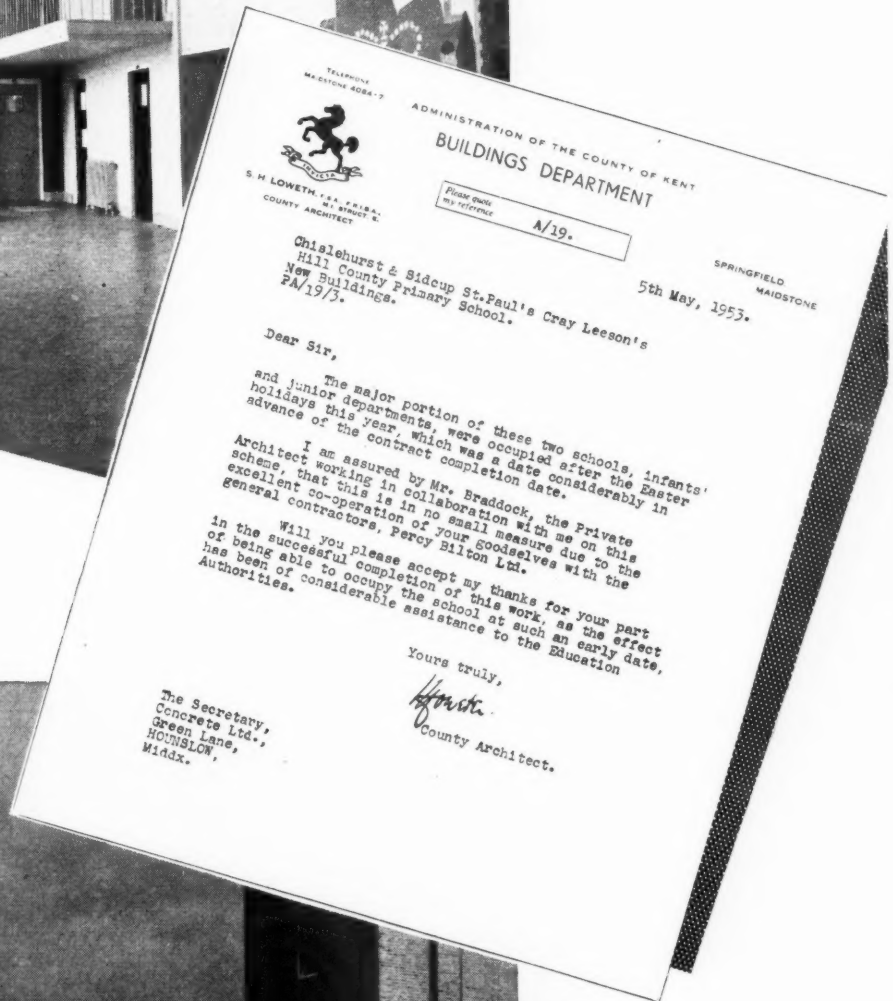 TELEPHONE
MAIDSTONE 4084-7
INVICTA
S. H. LOWETH, F.S.A., F.R.I.B.A.,
M.I. STRUCT. E.
COUNTY ARCHITECT
ADMINISTRATION OF THE COUNTY OF KENT
BUILDINGS DEPARTMENT
Please quote
my reference
A/19.
SPRINGFIELD
MAIDSTONE
5th May, 1953.
Chislehurst & Sidcup St.Paul's Cray Leeson's
Hill County Primary School.
New Buildings.
PA/19/3.
Dear Sir,
The major portion of these two schools, infants'
and junior departments, were occupied after the Easter
holidays this year, which was a date considerably in
advance of the contract completion date.
I am assured by Mr. Braddock, the Private
Architect working in collaboration with me on this
scheme, that this is in no small measure due to the
excellent co-operation of your goodselves with the
general contractors, Percy Bilton Ltd.
Will you please accept my thanks for your part
in the successful completion of this work, as the effect
of being able to occupy the school at such an early date,
has been of considerable assistance to the Education
Authorities.
Yours truly,
County Architect.
The Secretary,
Concrete Ltd.,
Green Lane,
HOUNSLOW,
Middx.